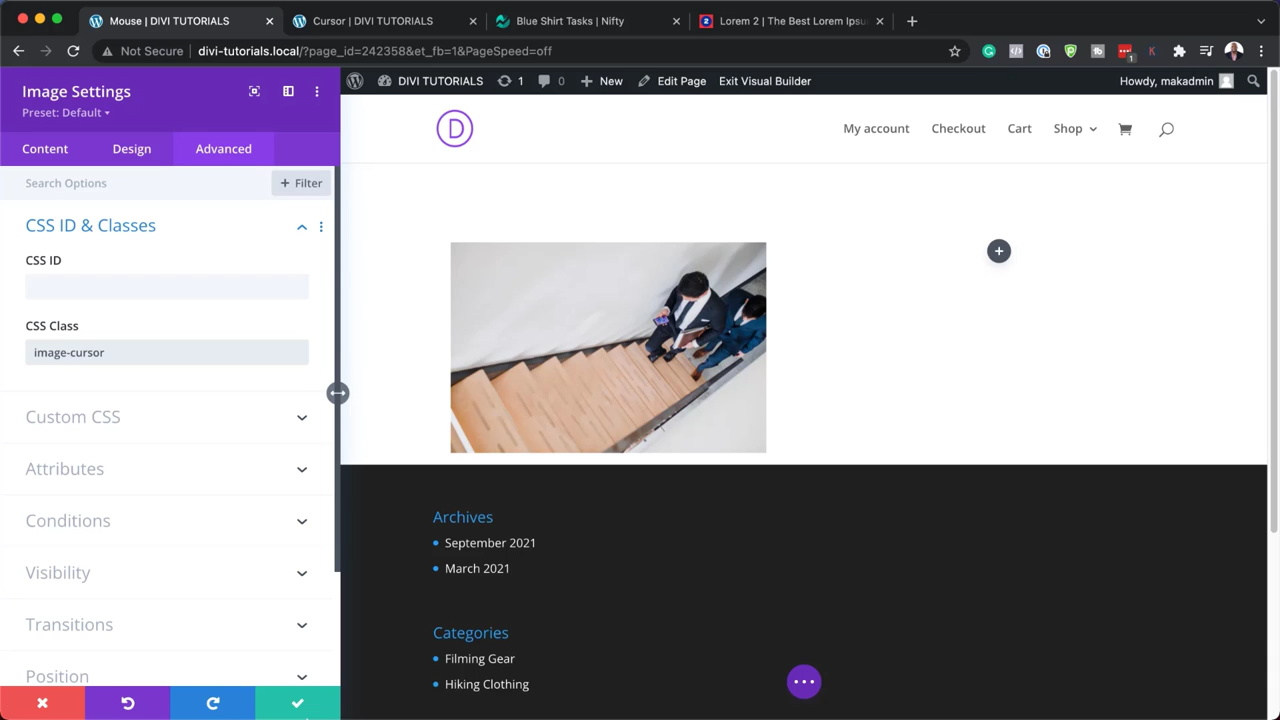 Mouse | DIVI TUTORIALS
Cursor | DIVI TUTORIALS
Blue Shirt Tasks | Nifty
Lorem 2 | The Best Lorem Ipsu
Not Secure
divi-tutorials.local/?page_id=242358&et_fb=1&PageSpeed=off
K
1
Image Settings
Preset: Default
Content
Design
Advanced
Search Options
+ Filter
CSS ID & Classes
CSS ID
CSS Class
image-cursor
Custom CSS
Attributes
Conditions
Visibility
Transitions
Position
DIVI TUTORIALS
1
0
New
Edit Page
Exit Visual Builder
Howdy, makadmin
D
My account
Checkout
Cart
Shop
Archives
September 2021
March 2021
Categories
Filming Gear
Hiking Clothing